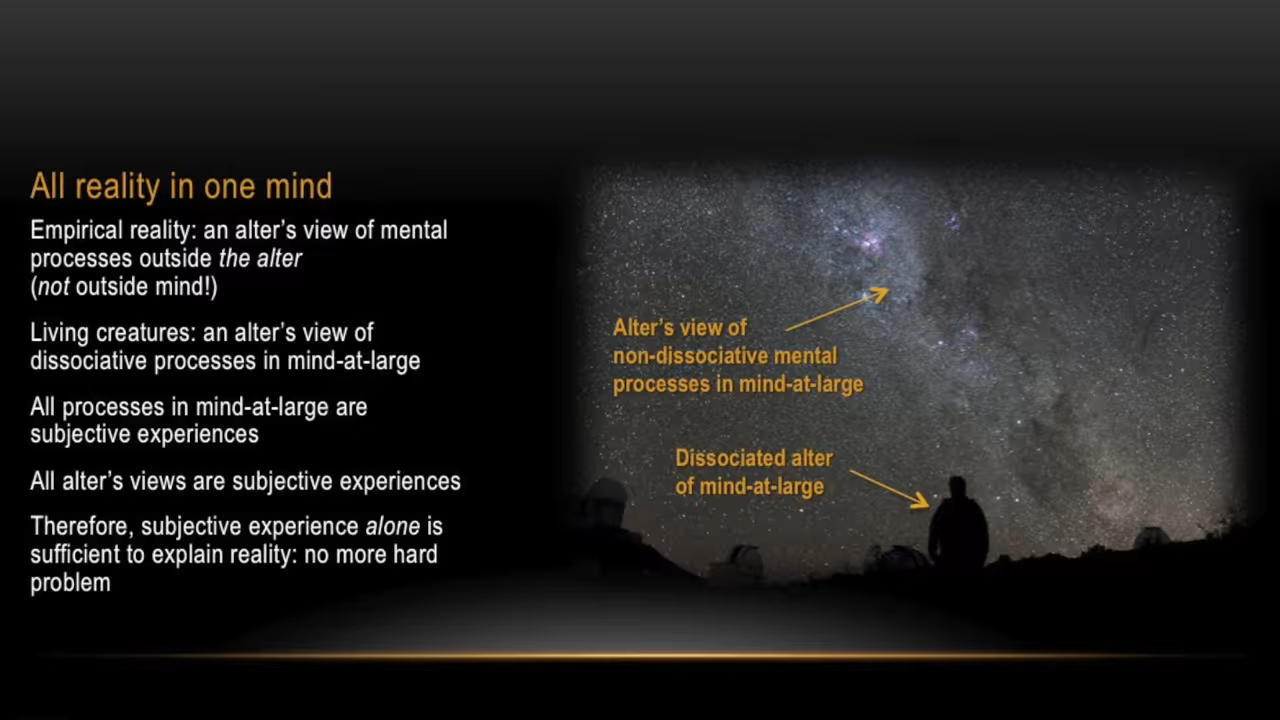 All reality in one mind
Empirical reality: an alter’s view of mental
processes outside the alter
(not outside mind!)
Living creatures: an alter’s view of
dissociative processes in mind-at-large
All processes in mind-at-large are
subjective experiences
All alter’s views are subjective experiences
Therefore, subjective experience alone is
sufficient to explain reality: no more hard
problem
Alter’s view of
non-dissociative mental
processes in mind-at-large
Dissociated alter
of mind-at-large